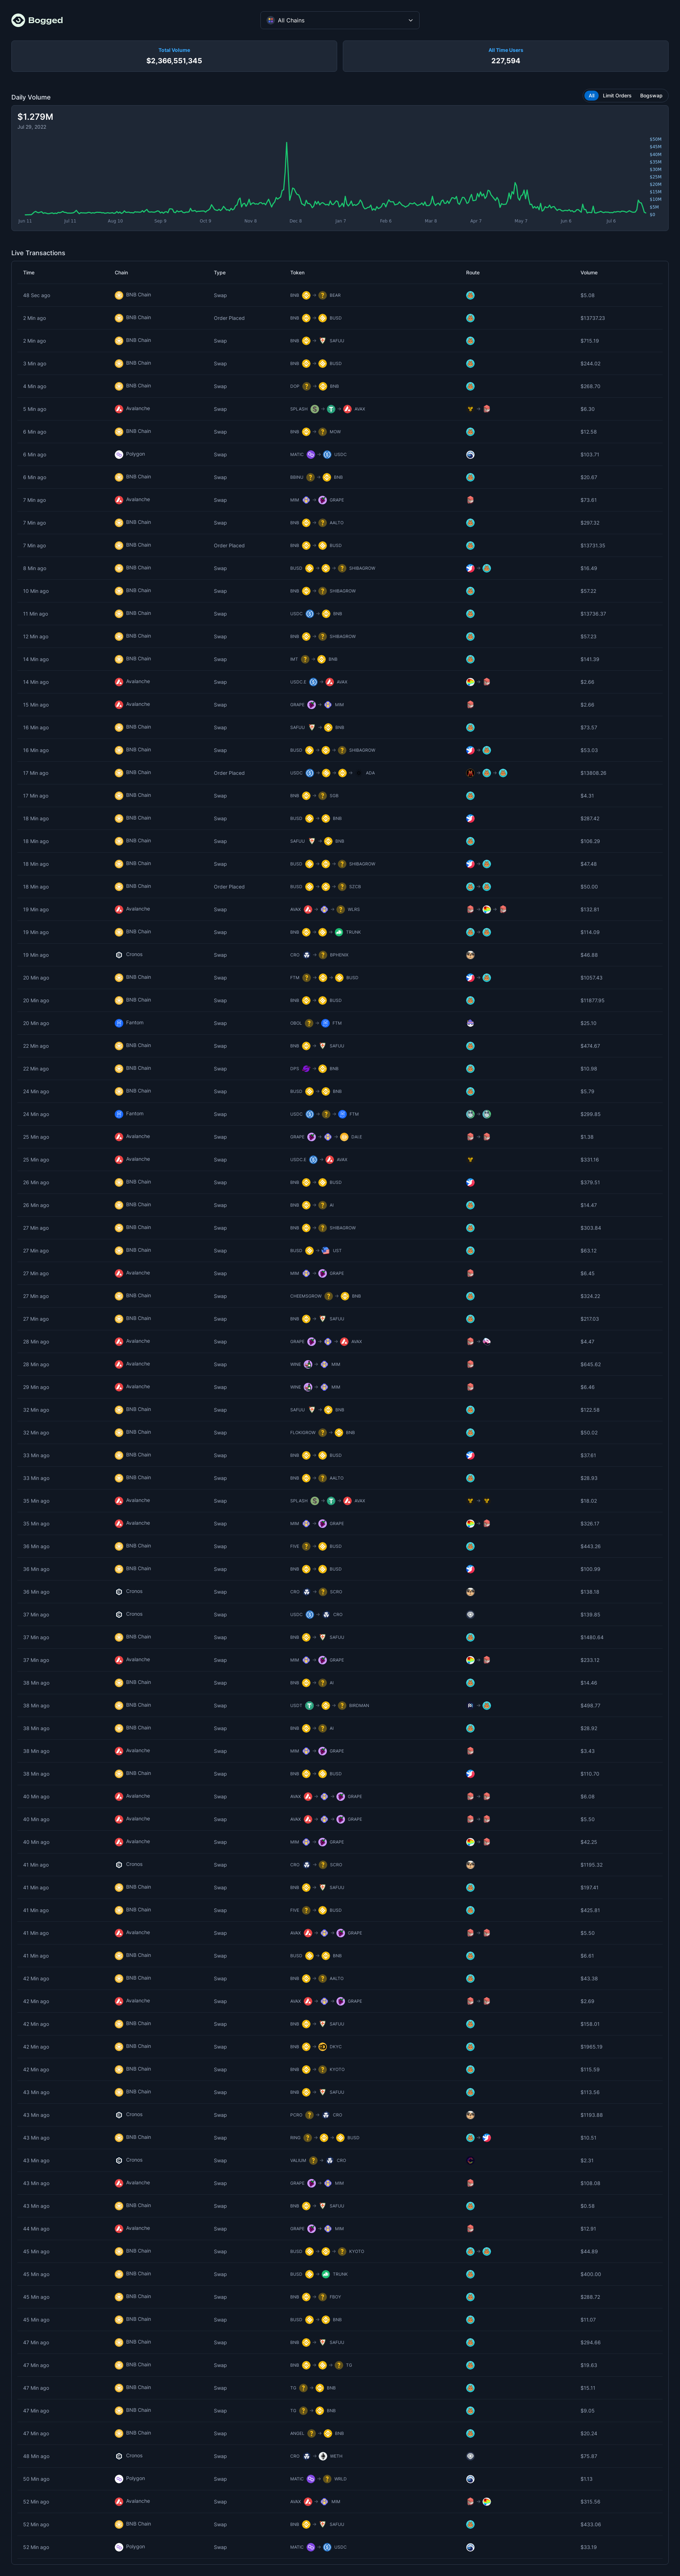 Bogged
All Chains
Total Volume
$2,366,551,345
All Time Users
227,594
Daily Volume
All Limit Orders Bogswap
$1.279M
Jul 29, 2022
$50M
$45M
$40M
$35M
$30M
$25M
$20M
$15M
$10M
$5M
$0
Jun 11 Jul 11 Aug 10 Sep 9 Oct 9 Nov 8 Dec 8 Jan 7 Feb 6 Mar 8 Apr 7 May 7 Jun 6 Jul 6
Live Transactions
Time Chain Type Token Route Volume
48 Sec ago BNB Chain Swap BNB BEAR $5.08
2 Min ago BNB Chain Order Placed BNB BUSD $13737.23
2 Min ago BNB Chain Swap BNB SAFUU $715.19
3 Min ago BNB Chain Swap BNB BUSD $244.02
4 Min ago BNB Chain Swap DOP BNB $268.70
5 Min ago Avalanche Swap SPLASH AVAX $6.30
6 Min ago BNB Chain Swap BNB MOW $12.58
6 Min ago Polygon Swap MATIC USDC $103.71
6 Min ago BNB Chain Swap BBINU BNB $20.67
7 Min ago Avalanche Swap MIM GRAPE $73.61
7 Min ago BNB Chain Swap BNB AALTO $287.32
7 Min ago BNB Chain Order Placed BNB BUSD $13731.35
8 Min ago BNB Chain Swap BUSD SHIBAGROW $16.49
10 Min ago BNB Chain Swap BNB SHIBAGROW $57.22
11 Min ago BNB Chain Swap USDC BNB $13736.37
12 Min ago BNB Chain Swap BNB SHIBAGROW $57.23
14 Min ago BNB Chain Swap IMT BNB $141.39
14 Min ago Avalanche Swap USDC.E AVAX $2.66
15 Min ago Avalanche Swap GRAPE MIM $2.66
16 Min ago BNB Chain Swap SAFUU BNB $73.57
16 Min ago BNB Chain Swap BUSD SHIBAGROW $53.03
17 Min ago BNB Chain Order Placed USDC ADA $13808.26
17 Min ago BNB Chain Swap BNB $4.31
18 Min ago BNB Chain Swap BUSD BNB $287.42
18 Min ago BNB Chain Swap SAFUU BNB $106.29
18 Min ago BNB Chain Swap BUSD SHIBAGROW $47.48
18 Min ago BNB Chain Order Placed BUSD S2CB $50.00
19 Min ago Avalanche Swap AVAX WLRS $132.81
19 Min ago BNB Chain Swap BNB TRUNK $114.09
19 Min ago Cronos Swap CRO BPHENIX $46.88
20 Min ago BNB Chain Swap FTM BUSD $1057.43
20 Min ago BNB Chain Swap BNB BUSD $11877.95
20 Min ago Fantom Swap OBOL FTM $25.10
22 Min ago BNB Chain Swap BNB SAFUU $474.67
22 Min ago BNB Chain Swap DPS BNB $10.98
24 Min ago BNB Chain Swap BUSD BNB $5.79
24 Min ago Fantom Swap USDC FTM $299.85
25 Min ago Avalanche Swap GRAPE DAI.E $1.38
25 Min ago Avalanche Swap USDC.E AVAX $331.16
26 Min ago BNB Chain Swap BNB BUSD $379.51
26 Min ago BNB Chain Swap BNB AI $14.47
27 Min ago BNB Chain Swap BNB SHIBAGROW $303.84
27 Min ago BNB Chain Swap BUSD UST $63.12
27 Min ago Avalanche Swap MIM GRAPE $6.45
27 Min ago BNB Chain Swap CHEEMSGROW BNB $324.22
27 Min ago BNB Chain Swap BNB SAFUU $217.03
28 Min ago Avalanche Swap GRAPE AVAX $4.47
28 Min ago Avalanche Swap WINE MIM $645.62
29 Min ago Avalanche Swap WINE MIM $6.46
32 Min ago BNB Chain Swap SAFUU BNB $122.58
32 Min ago BNB Chain Swap FLOKIGROW BNB $50.02
33 Min ago BNB Chain Swap BNB BUSD $37.61
33 Min ago BNB Chain Swap BNB AALTO $28.93
35 Min ago Avalanche Swap SPLASH AVAX $18.02
35 Min ago Avalanche Swap MIM GRAPE $326.17
36 Min ago BNB Chain Swap FIVE BUSD $443.26
36 Min ago BNB Chain Swap BNB BUSD $100.99
36 Min ago Cronos Swap CRO SCRO $138.18
37 Min ago Cronos Swap USDC CRO $139.85
37 Min ago BNB Chain Swap BNB SAFUU $1480.64
37 Min ago Avalanche Swap MIM GRAPE $233.12
38 Min ago BNB Chain Swap BNB AI $14.46
38 Min ago BNB Chain Swap USDT BIRDMAN $498.77
38 Min ago BNB Chain Swap BNB AI $28.92
38 Min ago Avalanche Swap MIM GRAPE $3.43
38 Min ago BNB Chain Swap BNB BUSD $110.70
40 Min ago Avalanche Swap AVAX GRAPE $6.08
40 Min ago Avalanche Swap AVAX GRAPE $5.50
40 Min ago Avalanche Swap MIM GRAPE $42.25
41 Min ago Cronos Swap CRO SCRO $1195.32
41 Min ago BNB Chain Swap BNB SAFUU $197.41
41 Min ago BNB Chain Swap FIVE BUSD $425.81
41 Min ago Avalanche Swap AVAX GRAPE $5.50
41 Min ago BNB Chain Swap BUSD BNB $6.61
42 Min ago BNB Chain Swap BNB AALTO $43.38
42 Min ago Avalanche Swap AVAX GRAPE $2.69
42 Min ago BNB Chain Swap BNB SAFUU $158.01
42 Min ago BNB Chain Swap BNB DKYC $1965.19
42 Min ago BNB Chain Swap BNB KYOTO $115.59
43 Min ago BNB Chain Swap BNB SAFUU $113.56
43 Min ago Cronos Swap FCRO CRO $1193.88
43 Min ago BNB Chain Swap RING BUSD $10.51
43 Min ago Cronos Swap VALIUM CRO $2.31
43 Min ago Avalanche Swap GRAPE MIM $108.08
43 Min ago BNB Chain Swap BNB SAFUU $0.58
44 Min ago Avalanche Swap GRAPE MIM $12.91
45 Min ago BNB Chain Swap BUSD KYOTO $44.89
45 Min ago BNB Chain Swap BUSD TRUNK $400.00
45 Min ago BNB Chain Swap BNB FBOY $288.72
45 Min ago BNB Chain Swap BUSD BNB $11.07
47 Min ago BNB Chain Swap BNB SAFUU $294.66
47 Min ago BNB Chain Swap BNB TG $19.63
47 Min ago BNB Chain Swap TG BNB $15.11
47 Min ago BNB Chain Swap TG BNB $9.05
47 Min ago BNB Chain Swap ANGEL BNB $20.24
48 Min ago Cronos Swap CRO WETH $75.87
50 Min ago Polygon Swap MATIC WRLD $1.13
52 Min ago Avalanche Swap AVAX MIM $315.56
52 Min ago BNB Chain Swap BNB SAFUU $433.06
52 Min ago Polygon Swap MATIC USDC $33.19